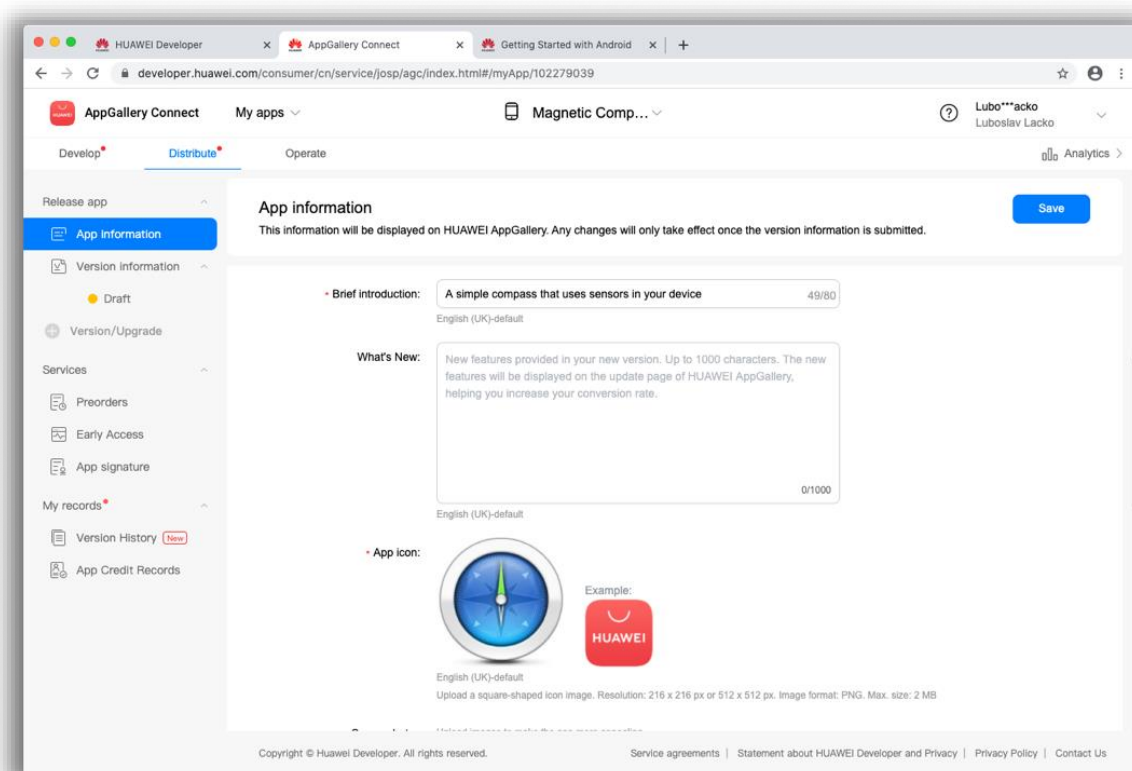 HUAWEI Developer
AppGallery Connect
Getting Started with Android
developer.huawei.com/consumer/cn/service/josp/agc/index.html#/myApp/102279039
HUAWEI
AppGallery Connect
My apps
Magnetic Comp...
Lubo***acko
Luboslav Lacko
Develop
Distribute
Operate
Analytics
Release app
App information
Version information
Draft
Version/Upgrade
Services
Preorders
Early Access
App signature
My records
Version History New
App Credit Records
App information
Save
This information will be displayed on HUAWEI AppGallery. Any changes will only take effect once the version information is submitted.
• Brief introduction:
A simple compass that uses sensors in your device
49/80
English (UK)-default
What's New:
New features provided in your new version. Up to 1000 characters. The new
features will be displayed on the update page of HUAWEI AppGallery,
helping you increase your conversion rate.
0/1000
English (UK)-default
• App icon:
Example:
HUAWEI
English (UK)-default
Upload a square-shaped icon image. Resolution: 216 x 216 px or 512 x 512 px. Image format: PNG. Max. size: 2 MB
Copyright © Huawei Developer. All rights reserved.
Service agreements | Statement about HUAWEI Developer and Privacy | Privacy Policy | Contact Us